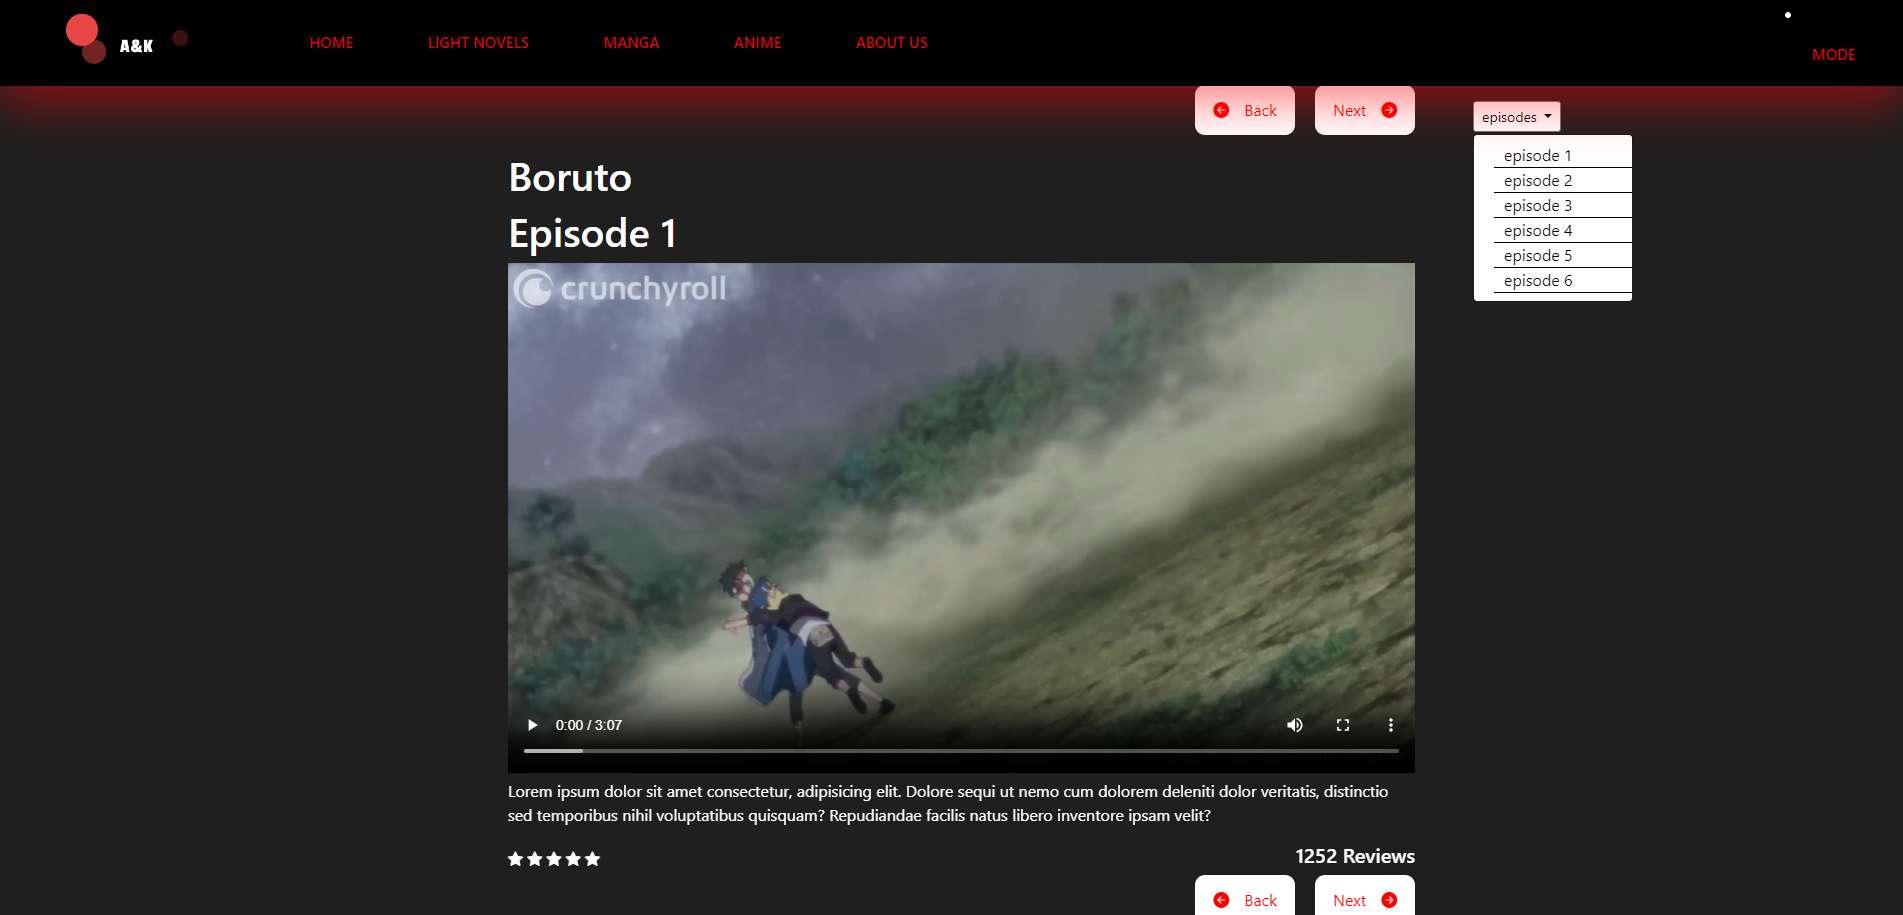 A&K
HOME
LIGHT NOVELS
MANGA
ANIME
ABOUT US
MODE
Back
Next
episodes
episode 1
episode 2
episode 3
episode 4
episode 5
episode 6
Boruto
Episode 1
crunchyroll
0:00 / 3:07
Lorem ipsum dolor sit amet consectetur, adipisicing elit. Dolore sequi ut nemo cum dolorem deleniti dolor veritatis, distinctio
sed temporibus nihil voluptatibus quisquam? Repudiandae facilis natus libero inventore ipsam velit?
1252 Reviews
Back
Next